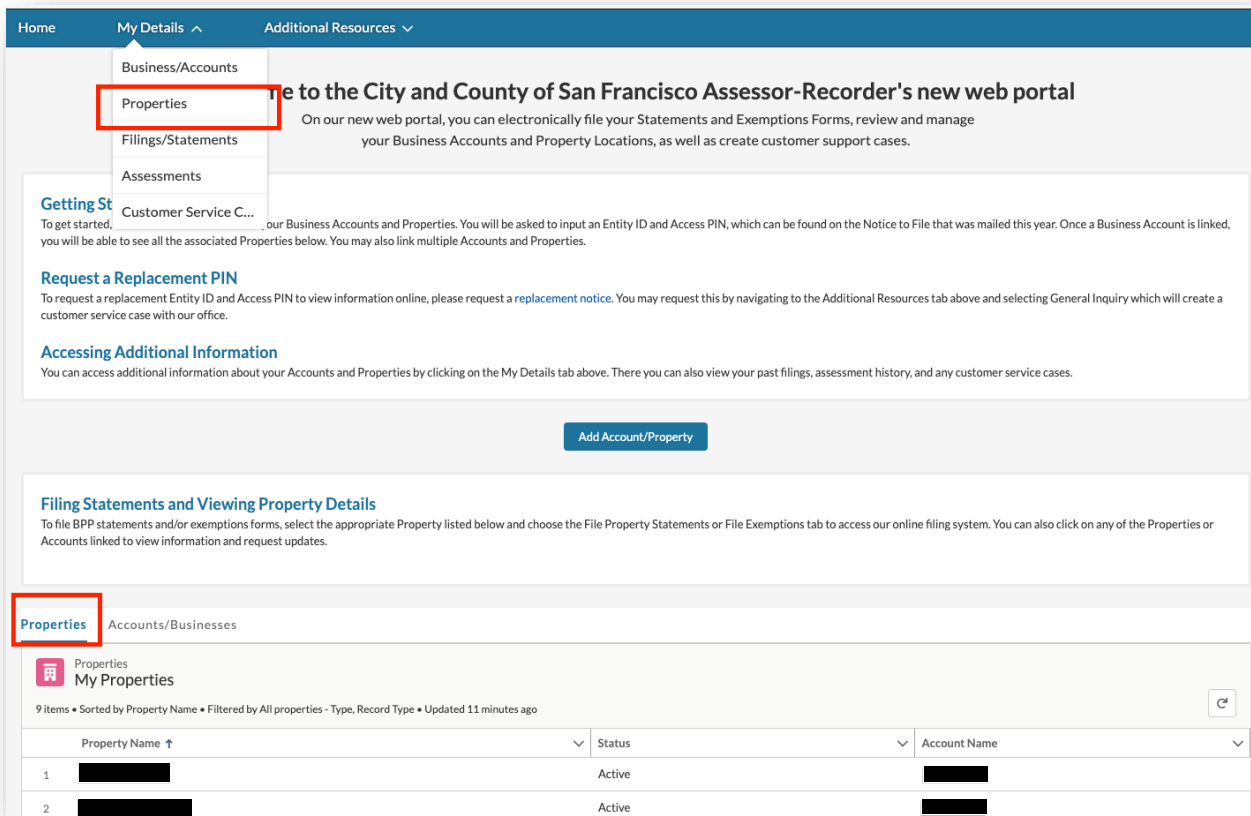 Home My Details Additional Resources
Business/Accounts
Properties
Filings/Statements
Assessments
Customer Service C...
to the City and County of San Francisco Assessor-Recorder's new web portal
On our new web portal, you can electronically file your Statements and Exemptions Forms, review and manage
your Business Accounts and Property Locations, as well as create customer support cases.
Getting St
To get started, our Business Accounts and Properties. You will be asked to input an Entity ID and Access PIN, which can be found on the Notice to File that was mailed this year. Once a Business Account is linked,
you will be able to see all the associated Properties below. You may also link multiple Accounts and Properties.
Request a Replacement PIN
To request a replacement Entity ID and Access PIN to view information online, please request a replacement notice. You may request this by navigating to the Additional Resources tab above and selecting General Inquiry which will create a
customer service case with our office.
Accessing Additional Information
You can access additional information about your Accounts and Properties by clicking on the My Details tab above. There you can also view your past filings, assessment history, and any customer service cases.
Add Account/Property
Filing Statements and Viewing Property Details
To file BPP statements and/or exemptions forms, select the appropriate Property listed below and choose the File Property Statements or File Exemptions tab to access our online filing system. You can also click on any of the Properties or
Accounts linked to view information and request updates.
Properties Accounts/Businesses
Properties
My Properties
9 items • Sorted by Property Name • Filtered by All properties - Type, Record Type • Updated 11 minutes ago
Property Name ↑ Status Account Name
1 Active
2 Active